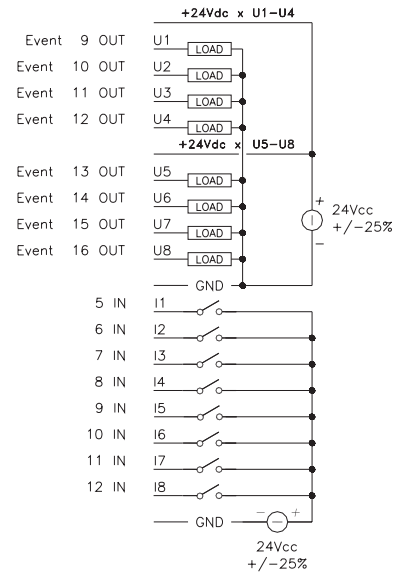 +24Vdc x U1-U4
Event 9 OUT U1 LOAD
Event 10 OUT U2 LOAD
Event 11 OUT U3 LOAD
Event 12 OUT U4 LOAD
+24Vdc x U5-U8
Event 13 OUT U5 LOAD
Event 14 OUT U6 LOAD
Event 15 OUT U7 LOAD
Event 16 OUT U8 LOAD
+
24Vcc
+/-25%
-
GND
5 IN I1
6 IN I2
7 IN I3
8 IN I4
9 IN I5
10 IN I6
11 IN I7
12 IN I8
GND - +
24Vcc
+/-25%